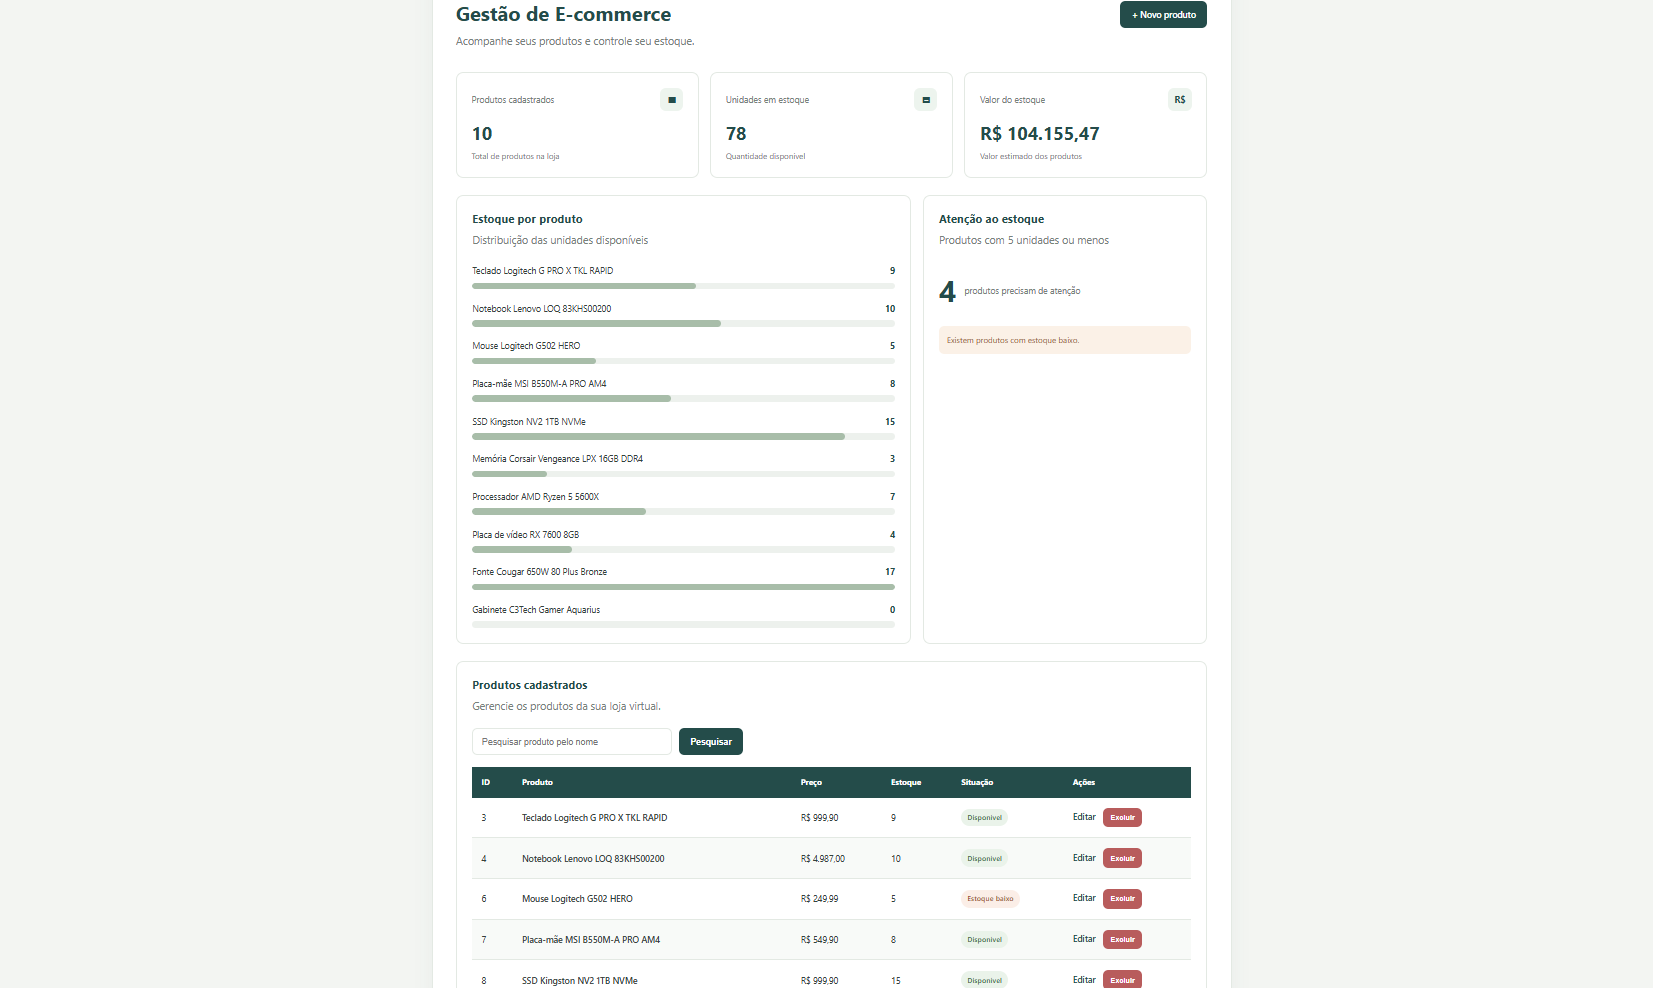 Gestão de E-commerce
+ Novo produto
Acompanhe seus produtos e controle seu estoque.
Produtos cadastrados
10
Total de produtos na loja
Unidades em estoque
78
Quantidade disponível
Valor do estoque
R$
R$ 104.155,47
Valor estimado dos produtos
Estoque por produto
Distribuição das unidades disponíveis
Teclado Logitech G PRO X TKL RAPID 9
Notebook Lenovo LOQ 83KHS00200 10
Mouse Logitech G502 HERO 5
Placa-mãe MSI B550M-A PRO AM4 8
SSD Kingston NV2 1TB NVMe 15
Memória Corsair Vengeance LPX 16GB DDR4 3
Processador AMD Ryzen 5 5600X 7
Placa de vídeo RX 7600 8GB 4
Fonte Cougar 650W 80 Plus Bronze 17
Gabinete C3Tech Gamer Aquarius 0
Atenção ao estoque
Produtos com 5 unidades ou menos
4 produtos precisam de atenção
Existem produtos com estoque baixo.
Produtos cadastrados
Gerencie os produtos da sua loja virtual.
Pesquisar produto pelo nome Pesquisar
ID Produto Preço Estoque Situação Ações
3 Teclado Logitech G PRO X TKL RAPID R$ 999,90 9 Disponível Editar Excluir
4 Notebook Lenovo LOQ 83KHS00200 R$ 4.987,00 10 Disponível Editar Excluir
6 Mouse Logitech G502 HERO R$ 249,99 5 Estoque baixo Editar Excluir
7 Placa-mãe MSI B550M-A PRO AM4 R$ 549,90 8 Disponível Editar Excluir
8 SSD Kingston NV2 1TB NVMe R$ 999,90 15 Disponível Editar Excluir